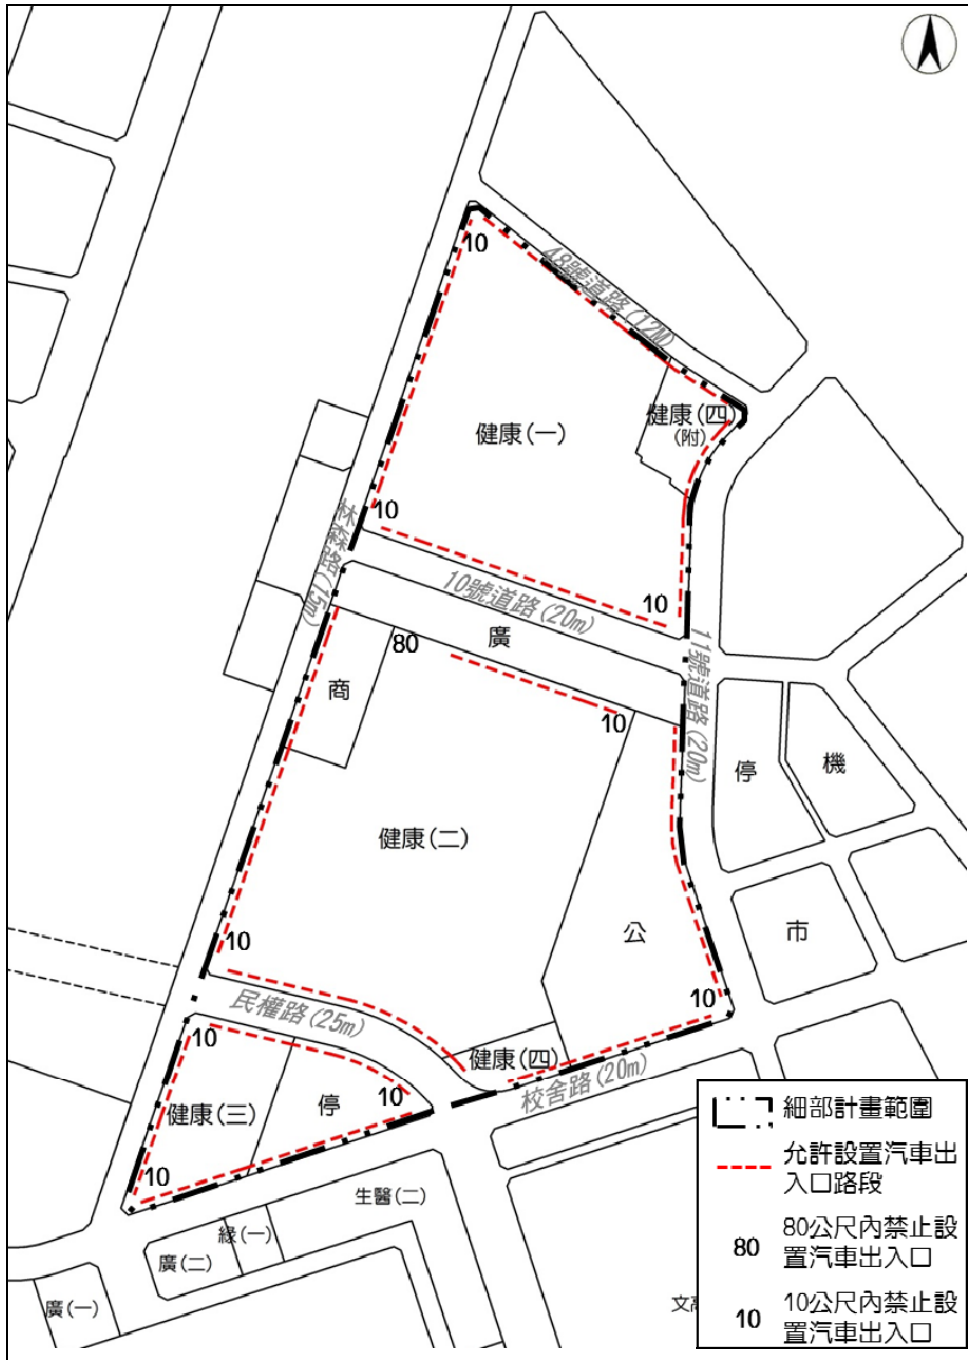 10
48號道路(12M)
健康(一)
健康(四)
(附)
10
林森路(15m)
10號道路(20m)
10
80
廣
10
11號道路(20m)
商
停
機
健康(二)
公
市
10
10
民權路(25m)
10
健康(四)
校舍路(20m)
10
健康(三)
停
10
生醫(二)
綠(一)
廣(二)
廣(一)
細部計畫範圍
允許設置汽車出
入口路段
80
80公尺內禁止設
置汽車出入口
10
10公尺內禁止設
置汽車出入口